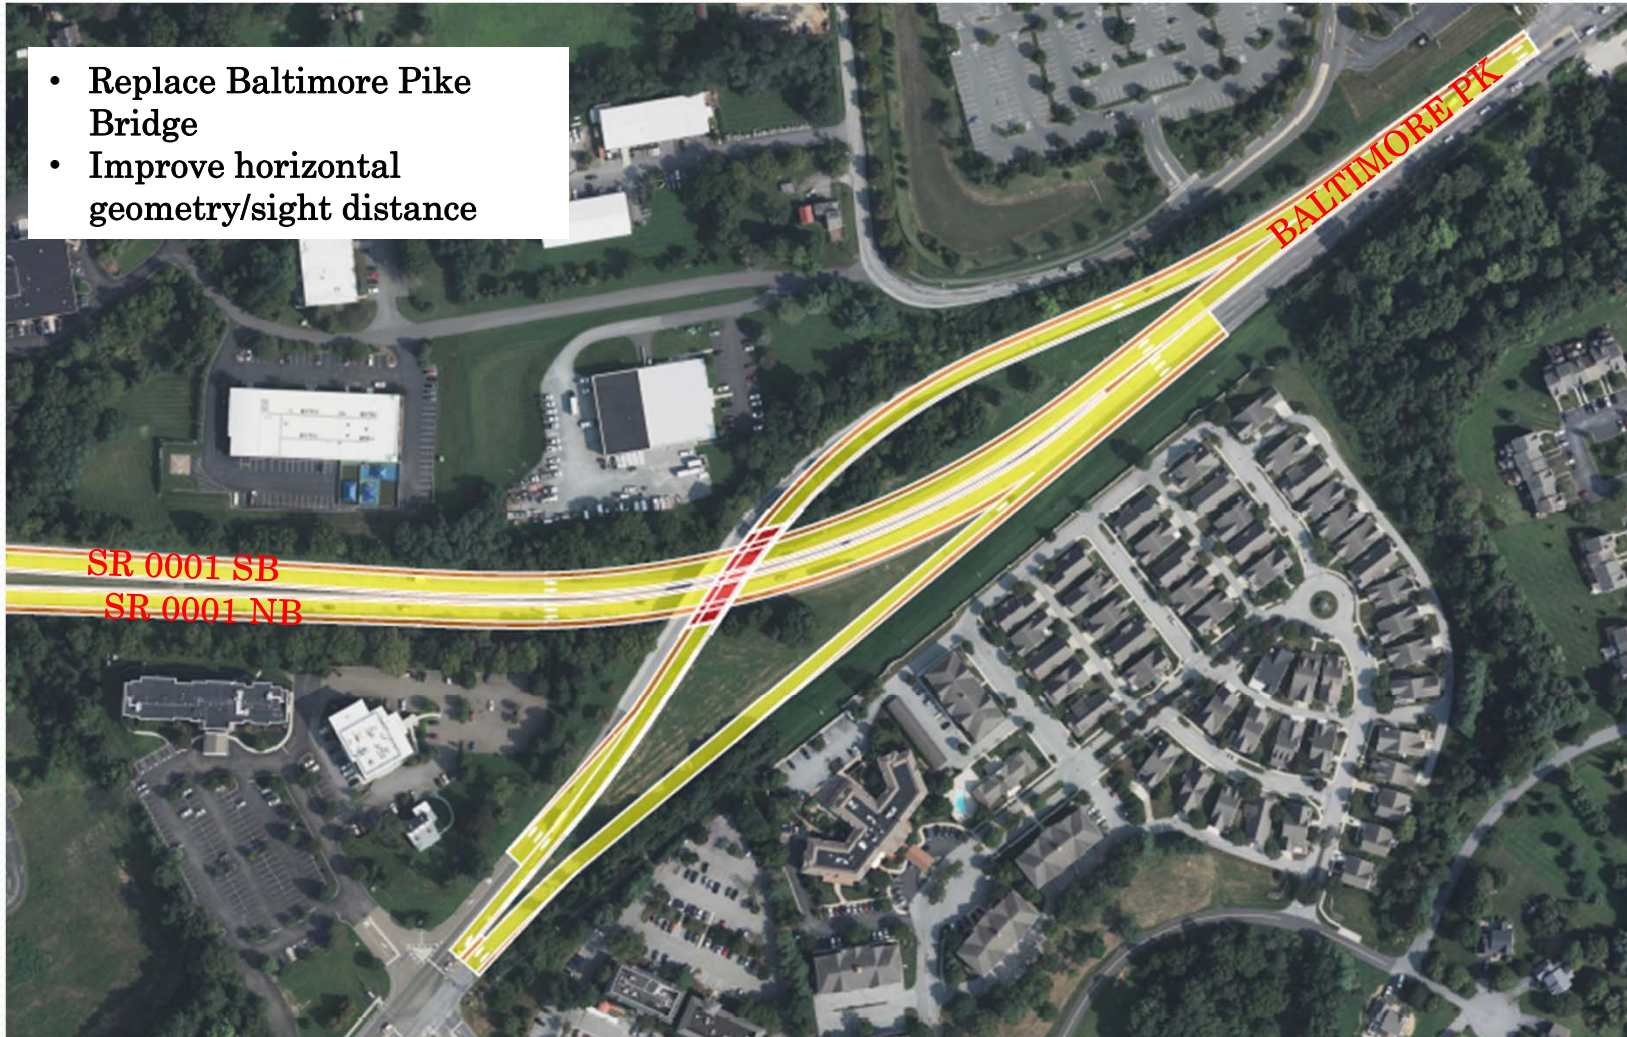 • Replace Baltimore Pike
Bridge
• Improve horizontal
geometry/sight distance
BALTIMORE PK
SR 0001 SB
SR 0001 NB